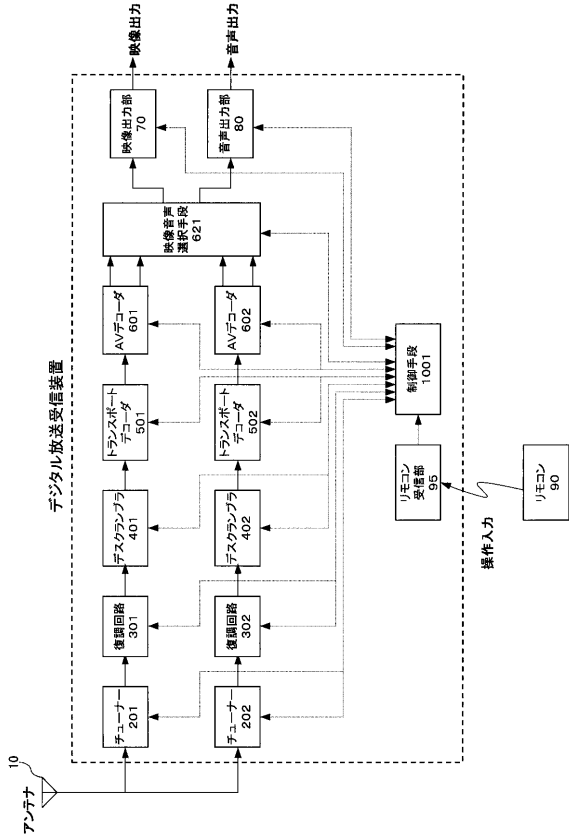 デジタル放送受信装置
10
アンテナ
チューナー
201
復調回路
301
デスクランブラ
401
トランスポート
デコーダ
501
AVデコーダ
601
チューナー
202
復調回路
302
デスクランブラ
402
トランスポート
デコーダ
502
AVデコーダ
602
映像音声
選択手段
621
映像出力部
70
映像出力
音声出力部
80
音声出力
リモコン
受信部
95
制御手段
1001
操作入力
リモコン
90